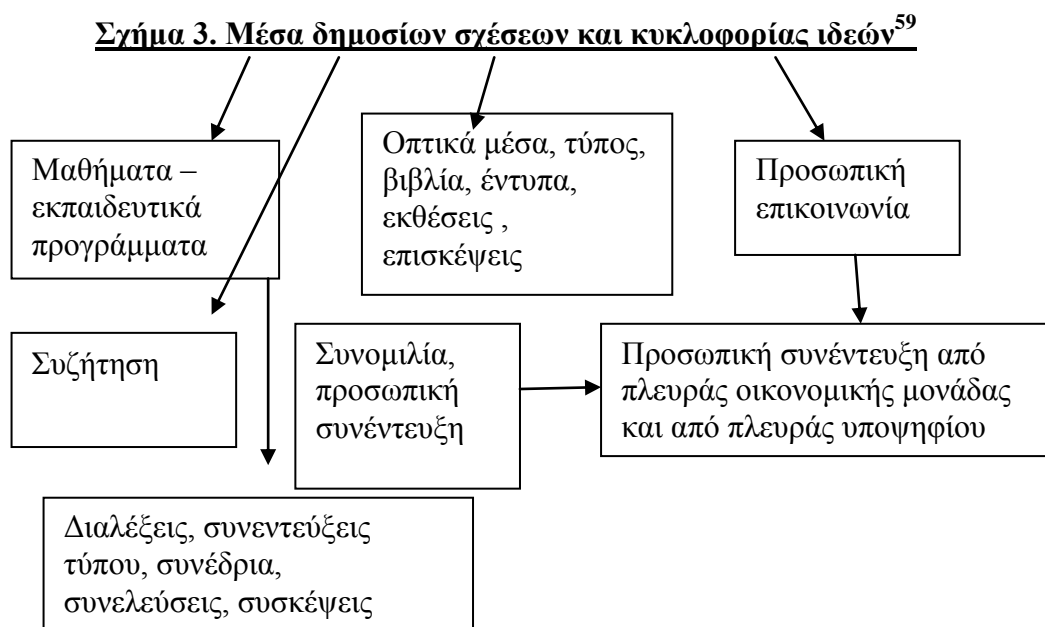 Σχήμα 3. Μέσα δημοσίων σχέσεων και κυκλοφορίας ιδεών59
Μαθήματα –
εκπαιδευτικά
προγράμματα
Οπτικά μέσα, τύπος,
βιβλία, έντυπα,
εκθέσεις ,
επισκέψεις
Προσωπική
επικοινωνία
Συζήτηση
Συνομιλία,
προσωπική
συνέντευξη
Προσωπική συνέντευξη από
πλευράς οικονομικής μονάδας
και από πλευράς υποψηφίου
Διαλέξεις, συνεντεύξεις
τύπου, συνέδρια,
συνελεύσεις, συσκέψεις